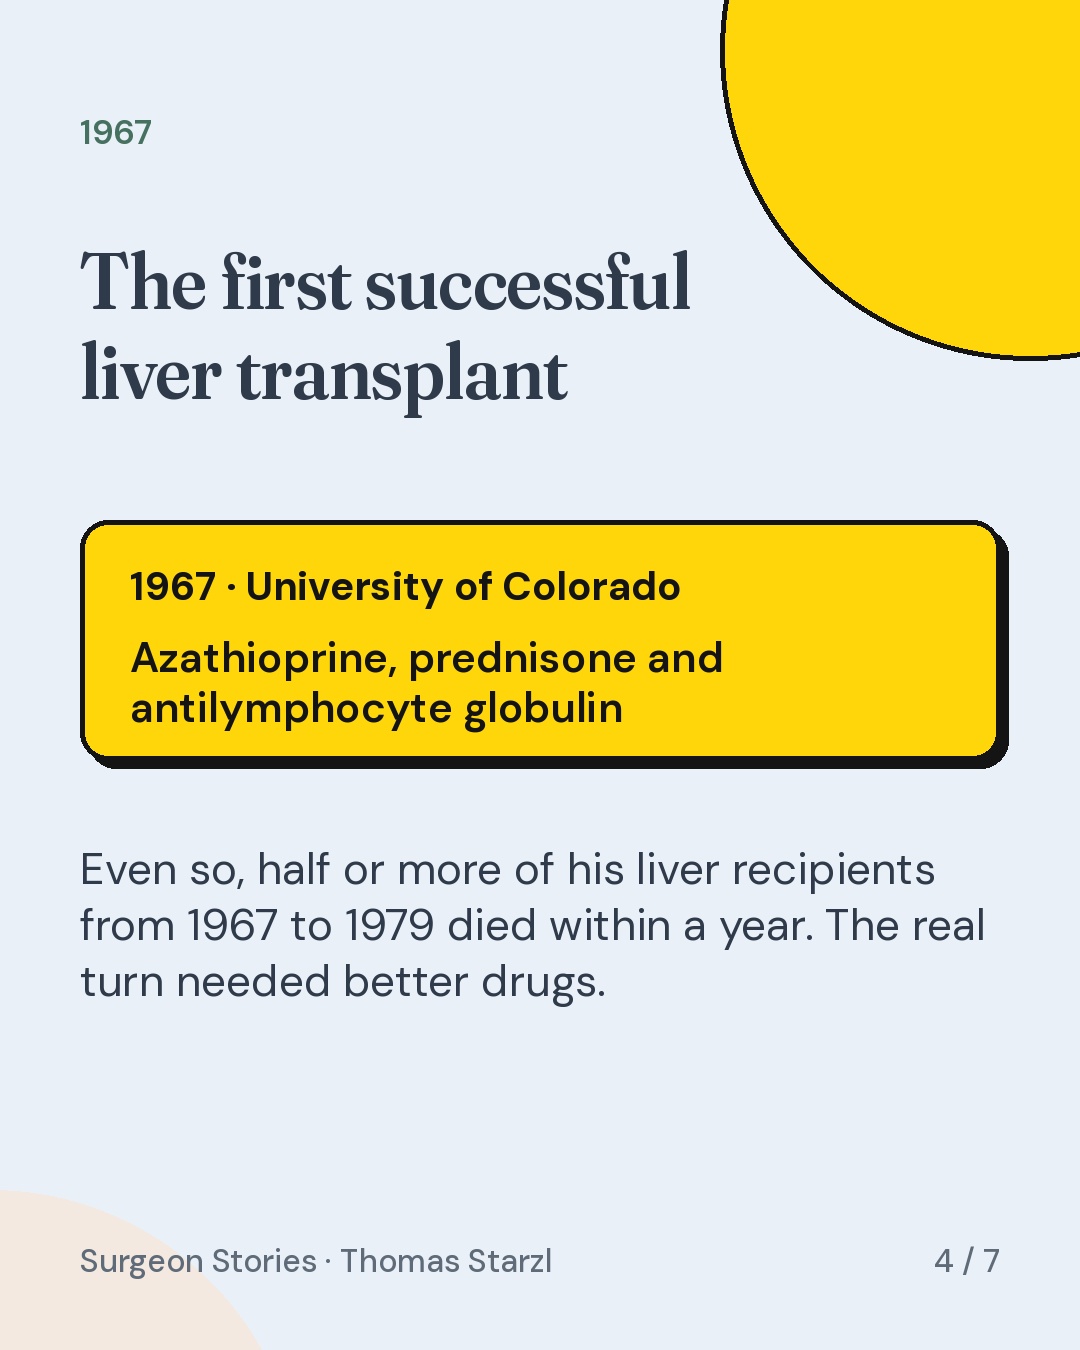 1967
The first successful
liver transplant
1967 · University of Colorado
Azathioprine, prednisone and
antilymphocyte globulin
Even so, half or more of his liver recipients
from 1967 to 1979 died within a year. The real
turn needed better drugs.
Surgeon Stories · Thomas Starzl
4 / 7